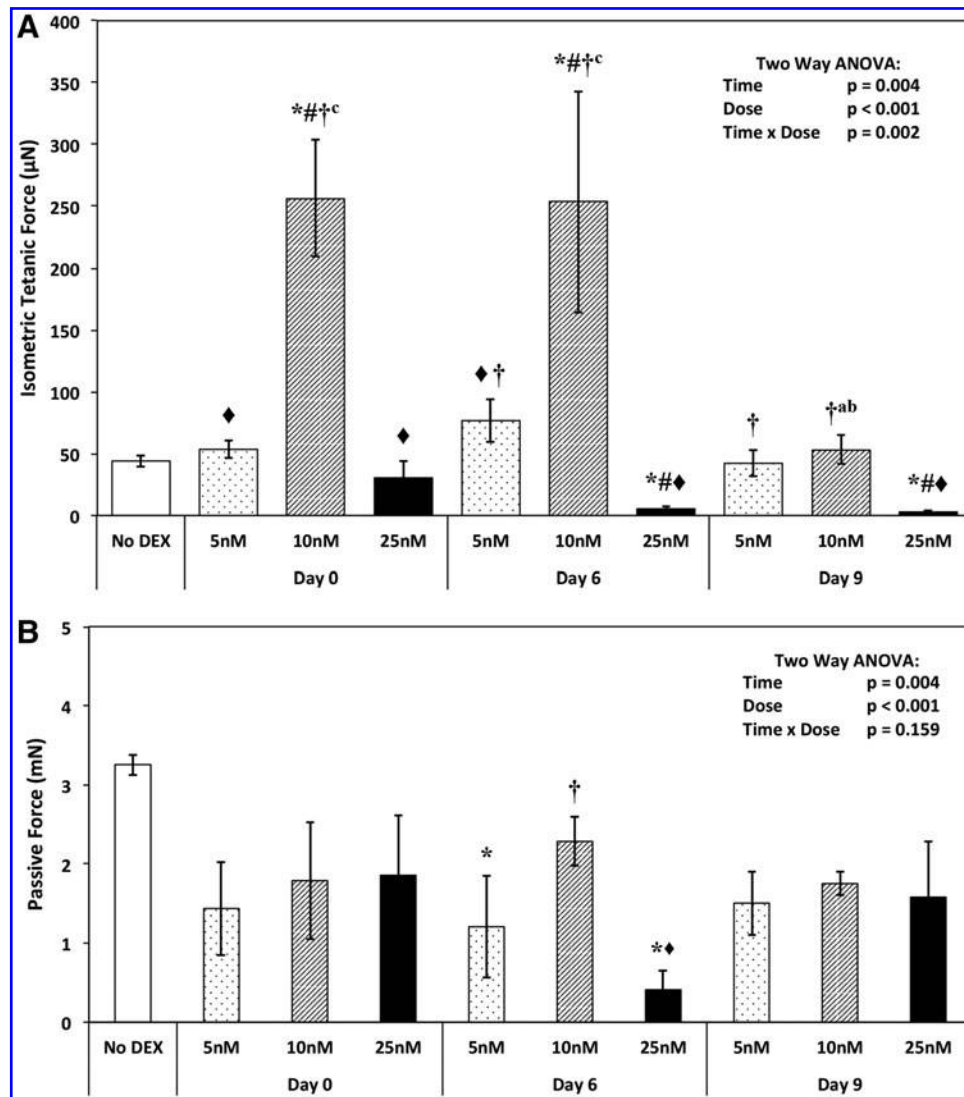 A
400
350
300
250
200
150
100
50
0
Isometric Tetanic Force (µN)
Two Way ANOVA:
Time p = 0.004
Dose p < 0.001
Time x Dose p = 0.002
*#†c *#†c
♦ ♦ ♦ † *#♦ † †ab *#♦
No DEX 5nM 10nM 25nM 5nM 10nM 25nM 5nM 10nM 25nM
Day 0 Day 6 Day 9
B
5
4
3
2
1
0
Passive Force (mN)
Two Way ANOVA:
Time p = 0.004
Dose p < 0.001
Time x Dose p = 0.159
* † *♦
No DEX 5nM 10nM 25nM 5nM 10nM 25nM 5nM 10nM 25nM
Day 0 Day 6 Day 9